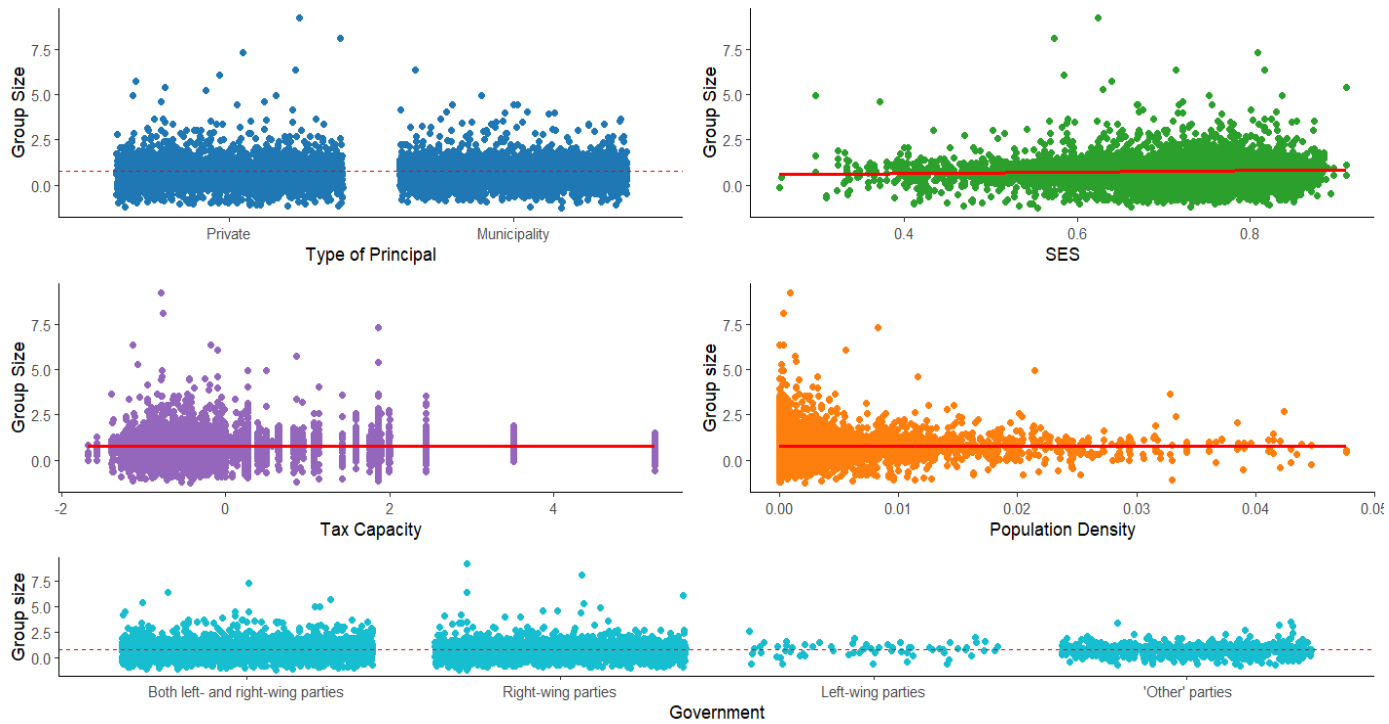 Group Size
7.5
5.0
2.5
0.0
Private
Municipality
Type of Principal
Group Size
7.5
5.0
2.5
0.0
0.4
0.6
0.8
SES
Group Size
7.5
5.0
2.5
0.0
-2
0
2
4
Tax Capacity
Group size
7.5
5.0
2.5
0.0
0.00
0.01
0.02
0.03
0.04
0.05
Population Density
Group size
7.5
5.0
2.5
0.0
Both left- and right-wing parties
Right-wing parties
Left-wing parties
'Other' parties
Government